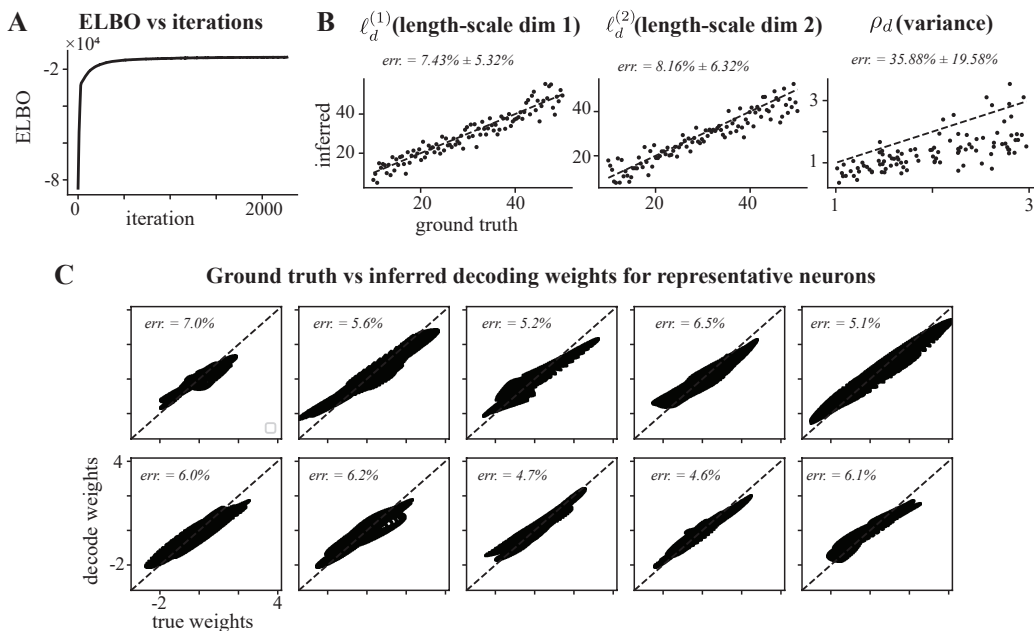 A
ELBO vs iterations
×10⁴
-2
-8
ELBO
0
2000
iteration
B
ℓ_d^(1) (length-scale dim 1)
err. = 7.43% ± 5.32%
40
20
inferred
20
40
ground truth
ℓ_d^(2) (length-scale dim 2)
err. = 8.16% ± 6.32%
40
20
20
40
ρ_d (variance)
err. = 35.88% ± 19.58%
3
1
1
3
C
Ground truth vs inferred decoding weights for representative neurons
err. = 7.0%
err. = 5.6%
err. = 5.2%
err. = 6.5%
err. = 5.1%
4
-2
decode weights
err. = 6.0%
err. = 6.2%
err. = 4.7%
err. = 4.6%
err. = 6.1%
-2
4
true weights